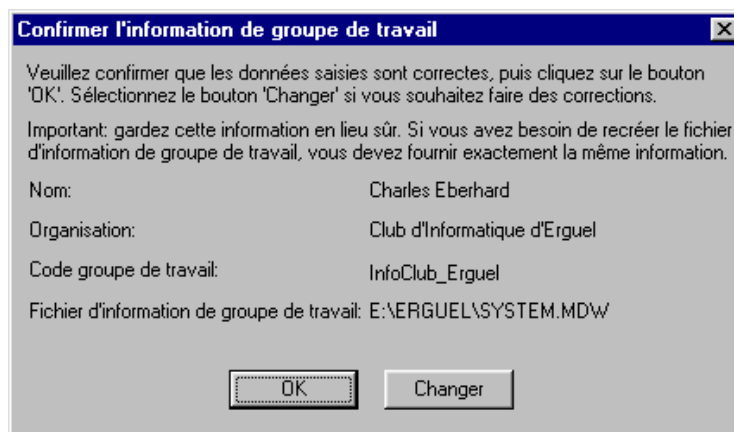 Confirmer l'information de groupe de travail
Veuillez confirmer que les données saisies sont correctes, puis cliquez sur le bouton
'OK'. Sélectionnez le bouton 'Changer' si vous souhaitez faire des corrections.
Important: gardez cette information en lieu sûr. Si vous avez besoin de recréer le fichier
d'information de groupe de travail, vous devez fournir exactement la même information.
Nom: Charles Eberhard
Organisation: Club d'Informatique d'Erguel
Code groupe de travail: InfoClub_Erguel
Fichier d'information de groupe de travail: E:\ERGUEL\SYSTEM.MDW
OK Changer